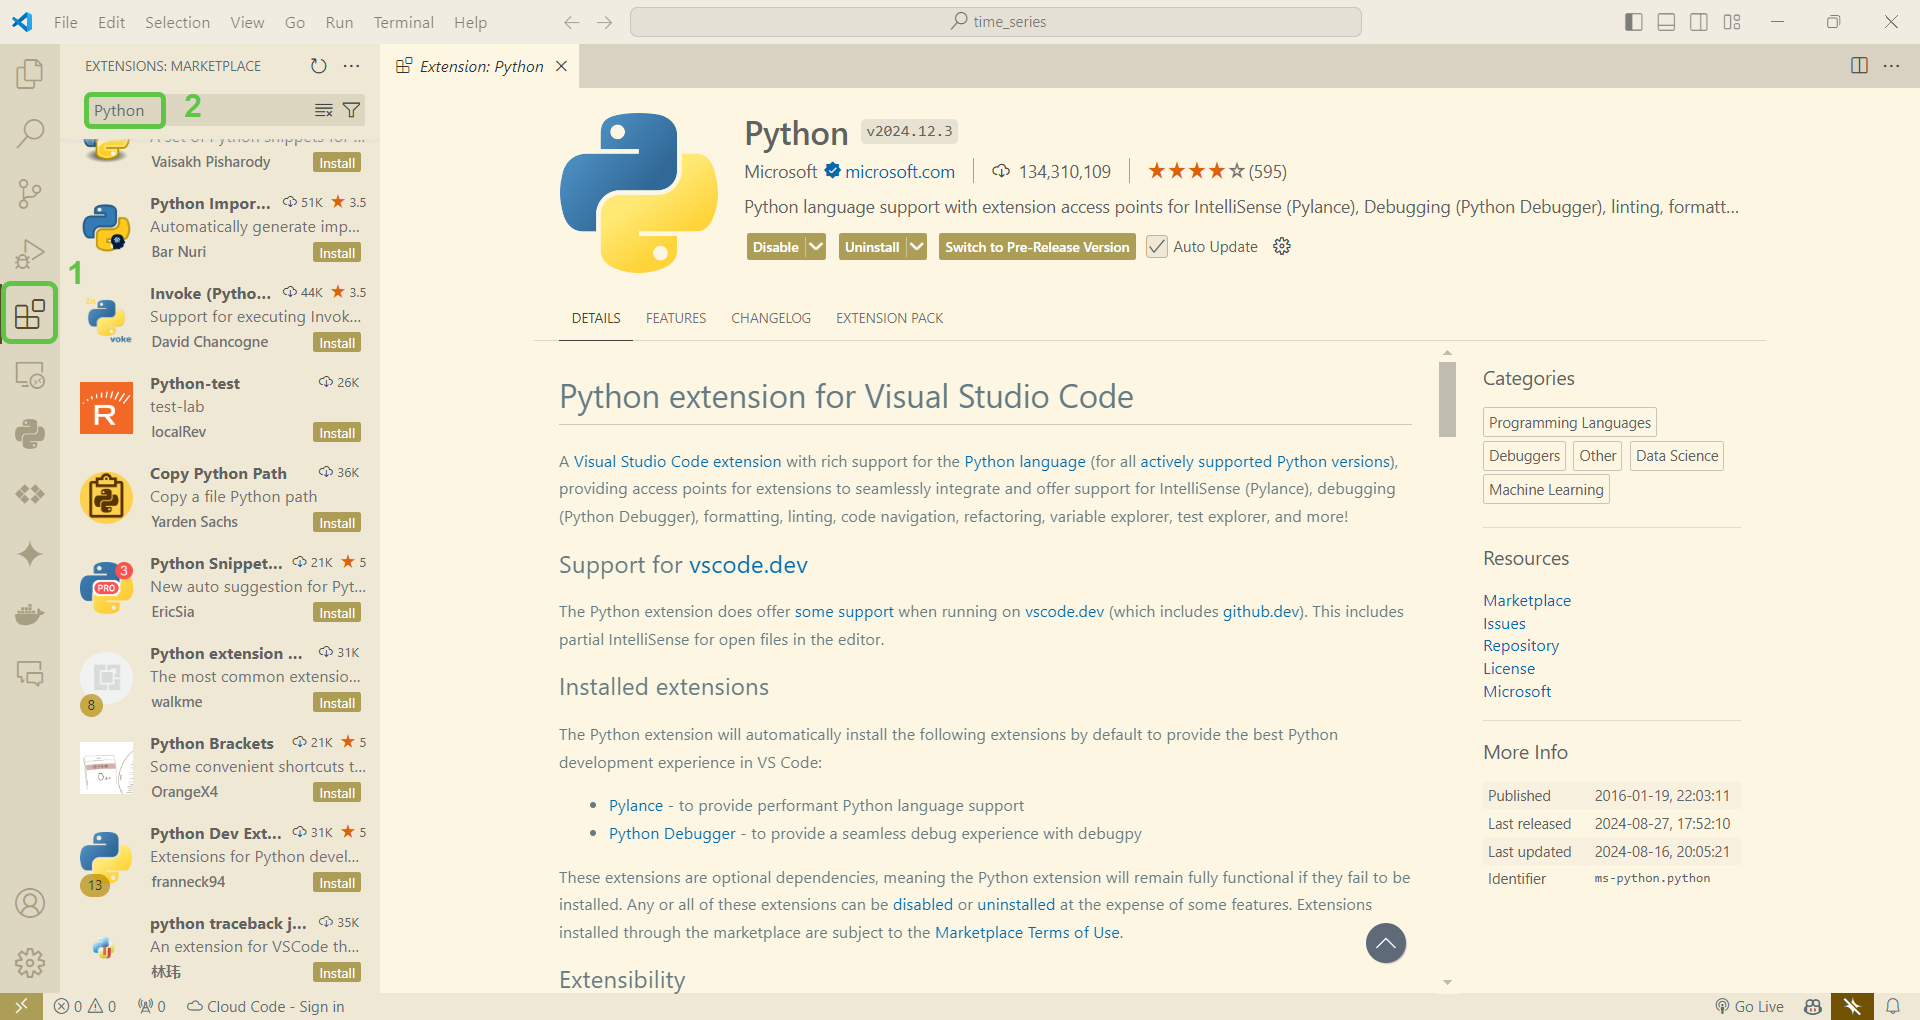 File Edit Selection View Go Run Terminal Help
time_series
EXTENSIONS: MARKETPLACE
Python
2
A set of Python snippets for ...
Vaisakh Pisharody
Install
Python Impor... 51K 3.5
Automatically generate imp...
Bar Nuri
Install
1
Invoke (Pytho... 44K 3.5
Support for executing Invok...
David Chancogne
Install
voke
Python-test 26K
test-lab
localRev
Install
R
Copy Python Path 36K
Copy a file Python path
Yarden Sachs
Install
Python Snippet... 21K 5
New auto suggestion for Pyt...
EricSia
Install
3
PRO
Python extension ... 31K
The most common extensio...
walkme
Install
8
Python Brackets 21K 5
Some convenient shortcuts t...
OrangeX4
Install
Python Dev Ext... 31K 5
Extensions for Python devel...
franneck94
Install
13
python traceback j... 35K
An extension for VSCode th...
林玮
Install
Extension: Python
Python v2024.12.3
Microsoft microsoft.com 134,310,109 (595)
Python language support with extension access points for IntelliSense (Pylance), Debugging (Python Debugger), linting, formatt...
Disable Uninstall Switch to Pre-Release Version Auto Update
DETAILS FEATURES CHANGELOG EXTENSION PACK
Python extension for Visual Studio Code
A Visual Studio Code extension with rich support for the Python language (for all actively supported Python versions),
providing access points for extensions to seamlessly integrate and offer support for IntelliSense (Pylance), debugging
(Python Debugger), formatting, linting, code navigation, refactoring, variable explorer, test explorer, and more!
Support for vscode.dev
The Python extension does offer some support when running on vscode.dev (which includes github.dev). This includes
partial IntelliSense for open files in the editor.
Installed extensions
The Python extension will automatically install the following extensions by default to provide the best Python
development experience in VS Code:
• Pylance - to provide performant Python language support
• Python Debugger - to provide a seamless debug experience with debugpy
These extensions are optional dependencies, meaning the Python extension will remain fully functional if they fail to be
installed. Any or all of these extensions can be disabled or uninstalled at the expense of some features. Extensions
installed through the marketplace are subject to the Marketplace Terms of Use.
Extensibility
Categories
Programming Languages
Debuggers Other Data Science
Machine Learning
Resources
Marketplace
Issues
Repository
License
Microsoft
More Info
Published 2016-01-19, 22:03:11
Last released 2024-08-27, 17:52:10
Last updated 2024-08-16, 20:05:21
Identifier ms-python.python
0 0 0 Cloud Code - Sign in
Go Live